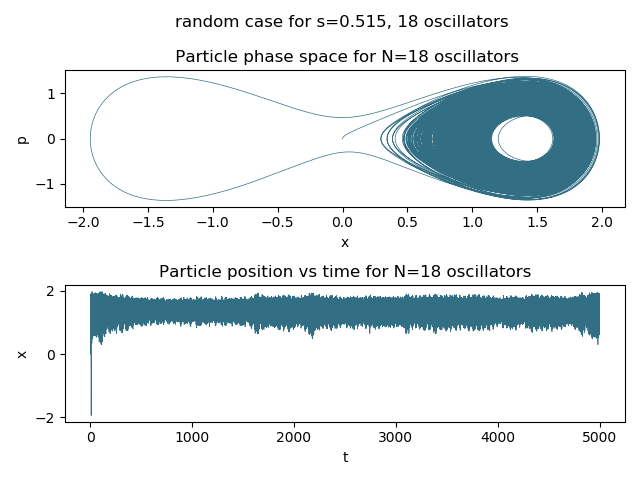 random case for s=0.515, 18 oscillators
Particle phase space for N=18 oscillators
1
0
−1
p
−2.0 −1.5 −1.0 −0.5 0.0 0.5 1.0 1.5 2.0
x
Particle position vs time for N=18 oscillators
2
0
−2
x
0 1000 2000 3000 4000 5000
t